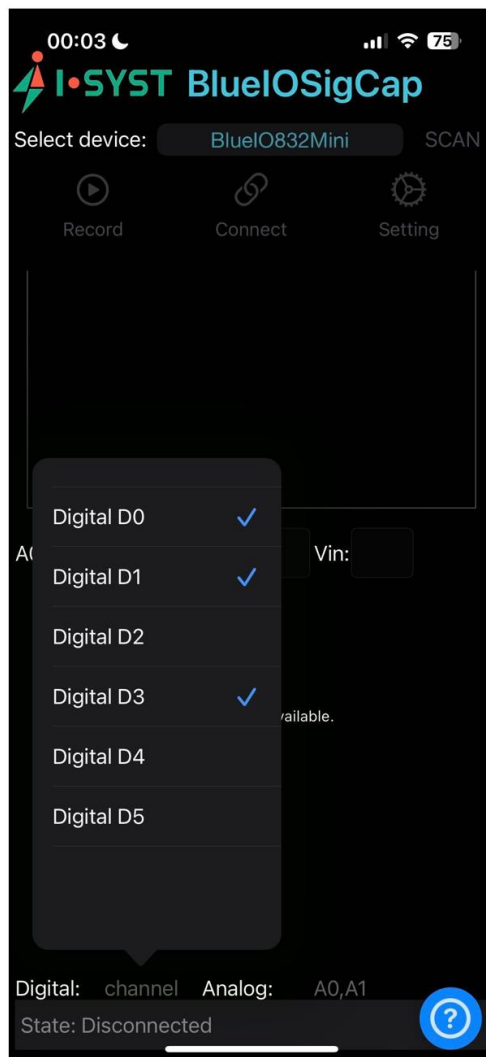 00:03
75
I•SYST BlueIOSigCap
Select device: BlueIO832Mini SCAN
Record Connect Setting
Digital D0
A Vin:
Digital D1
Digital D2
Digital D3
vailable.
Digital D4
Digital D5
Digital: channel Analog: A0,A1
State: Disconnected
?